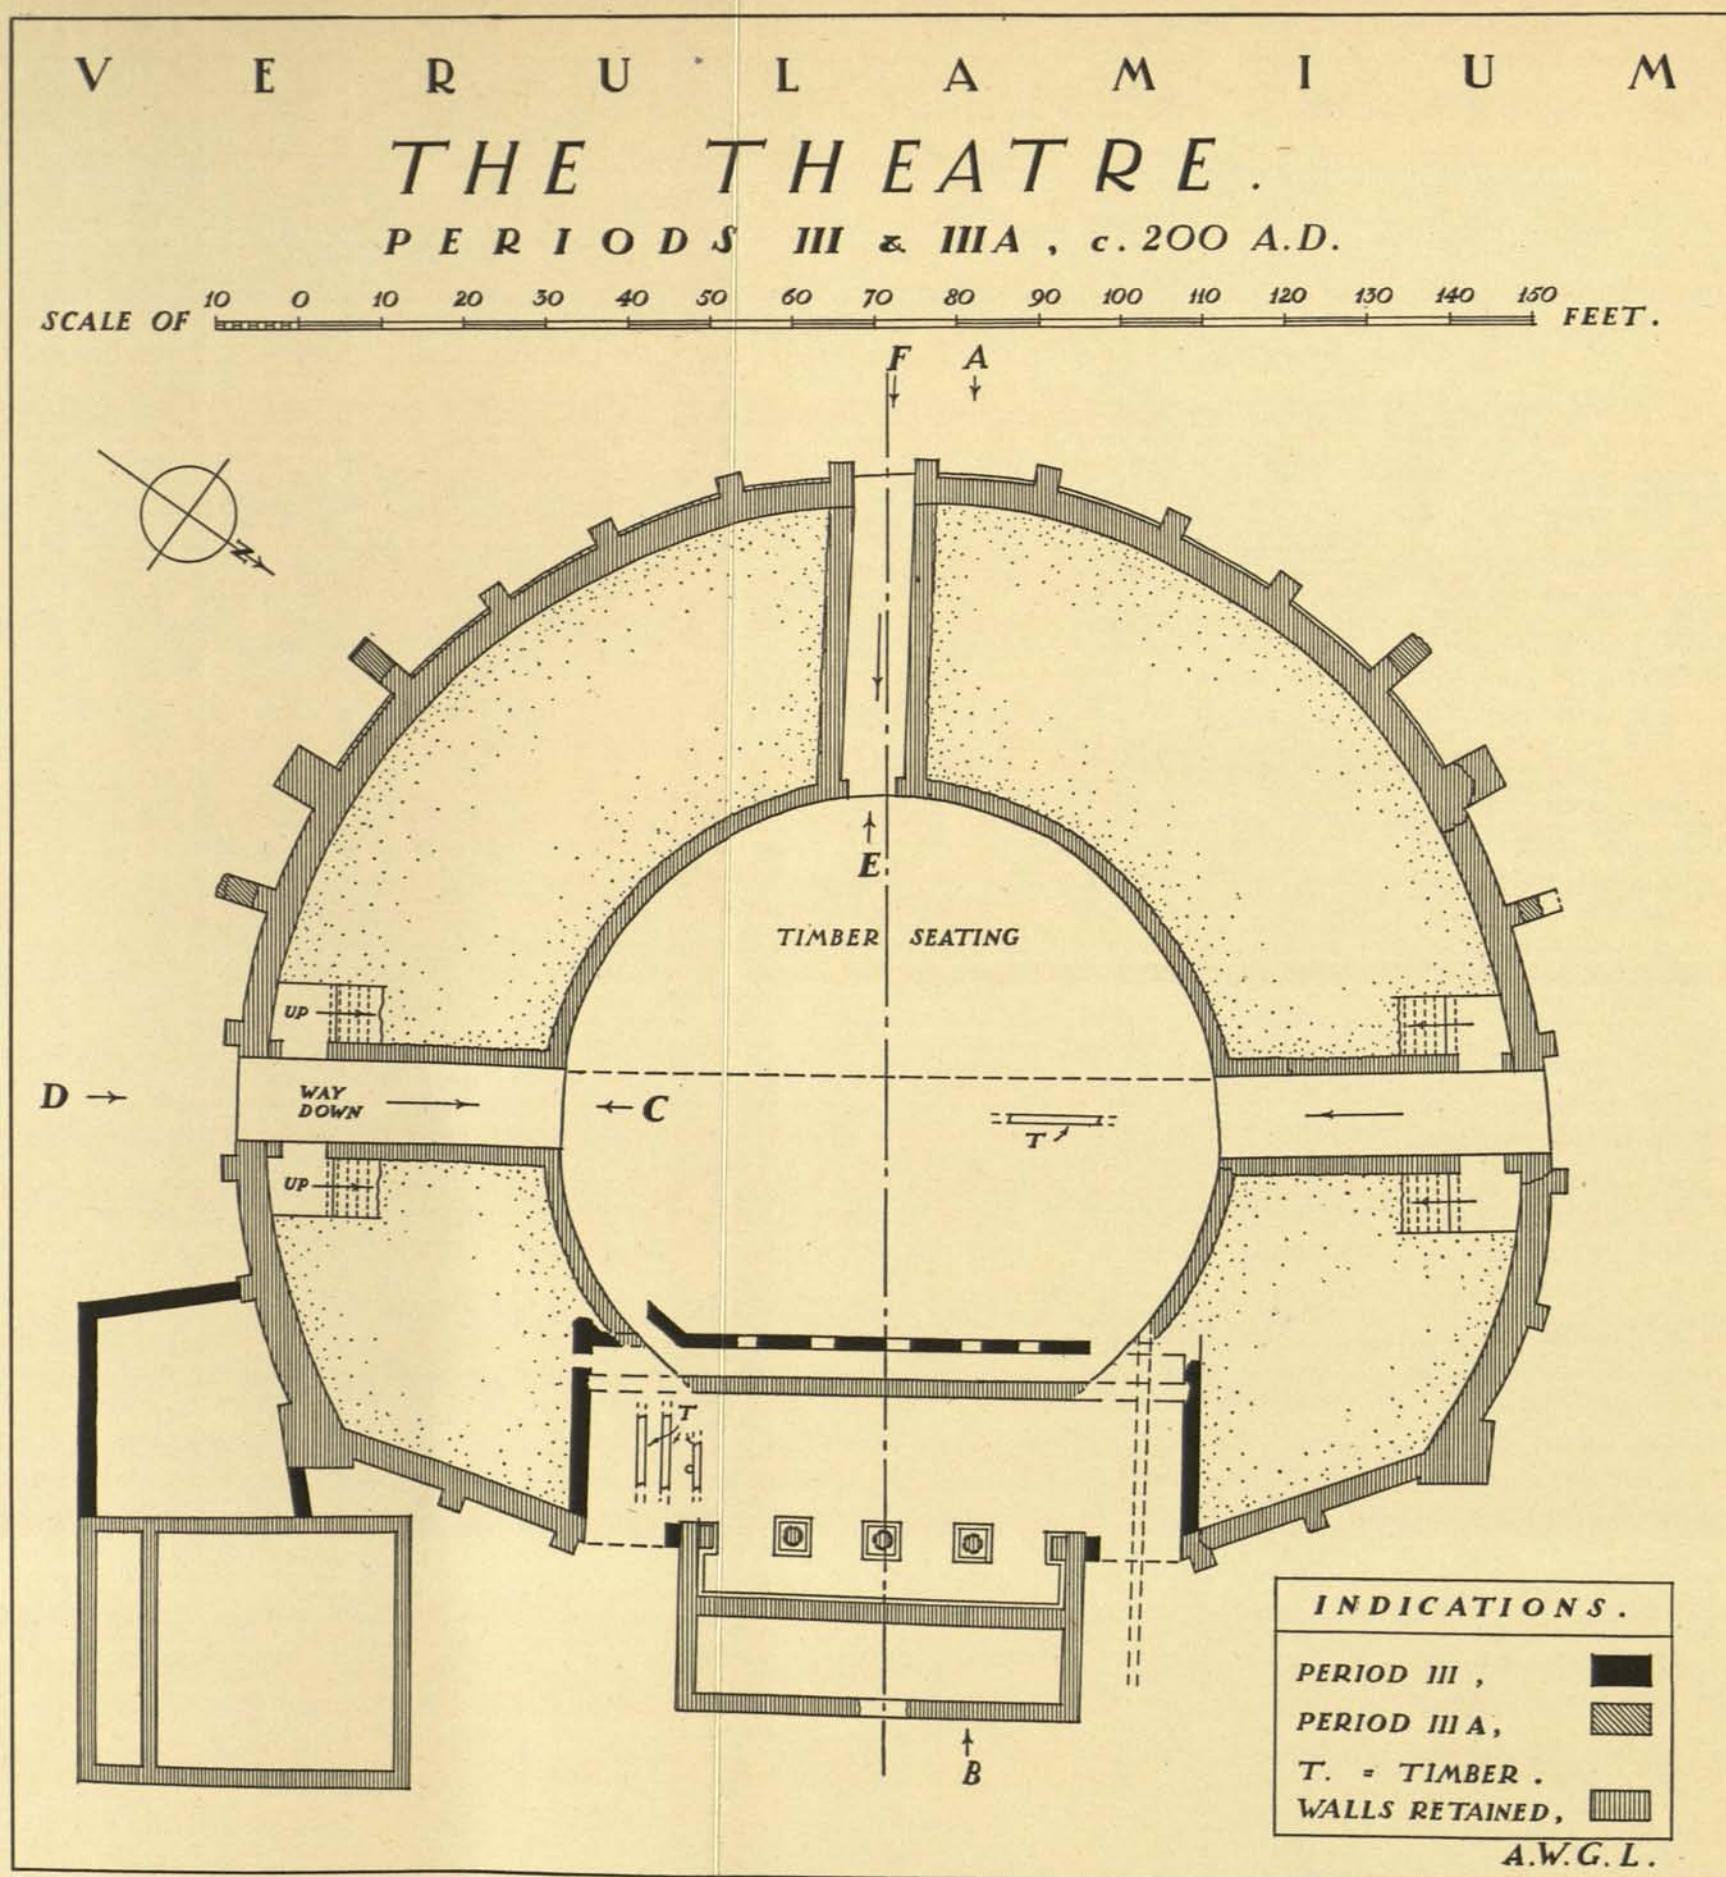 VERULAMIUM
THE THEATRE.
PERIODS III & IIIA, c. 200 A.D.
10 0 10 20 30 40 50 60 70 80 90 100 110 120 130 140 150
SCALE OF FEET.
F A
N
E
TIMBER SEATING
UP
D WAY DOWN C
T
UP
T
B
INDICATIONS.
PERIOD III,
PERIOD III A,
T. = TIMBER.
WALLS RETAINED,
A.W.G.L.